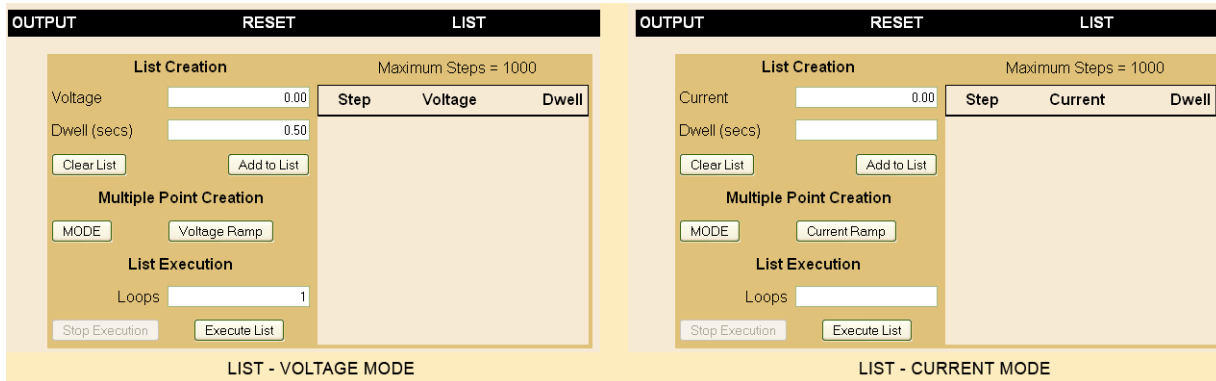 OUTPUT RESET LIST
List Creation Maximum Steps = 1000
Voltage 0.00 Step Voltage Dwell
Dwell (secs) 0.50
Clear List Add to List
Multiple Point Creation
MODE Voltage Ramp
List Execution
Loops 1
Stop Execution Execute List
LIST - VOLTAGE MODE
OUTPUT RESET LIST
List Creation Maximum Steps = 1000
Current 0.00 Step Current Dwell
Dwell (secs)
Clear List Add to List
Multiple Point Creation
MODE Current Ramp
List Execution
Loops
Stop Execution Execute List
LIST - CURRENT MODE